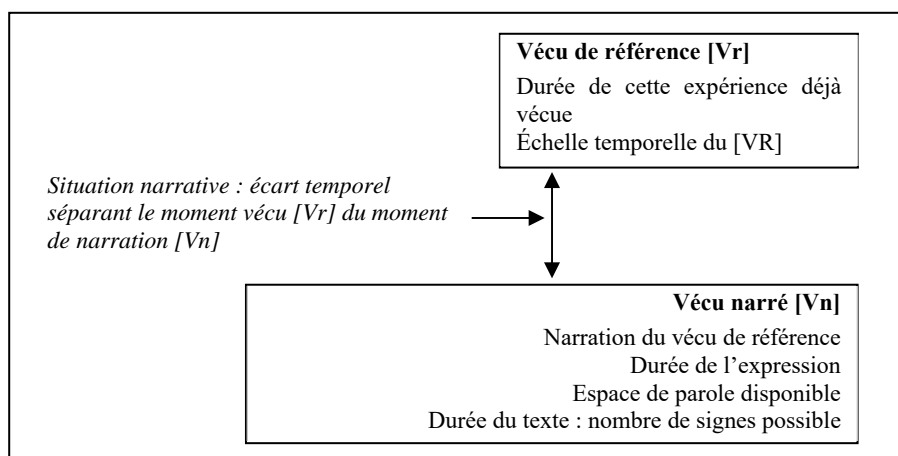 Vécu de référence [Vr]
Durée de cette expérience déjà
vécue
Échelle temporelle du [VR]
Situation narrative : écart temporel
séparant le moment vécu [Vr] du moment
de narration [Vn]
Vécu narré [Vn]
Narration du vécu de référence
Durée de l’expression
Espace de parole disponible
Durée du texte : nombre de signes possible